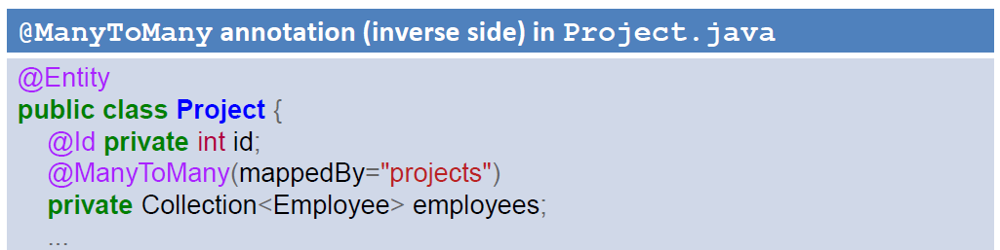 @ManyToMany annotation (inverse side) in Project.java
@Entity
public class Project {
@Id private int id;
@ManyToMany(mappedBy="projects")
private Collection<Employee> employees;
...